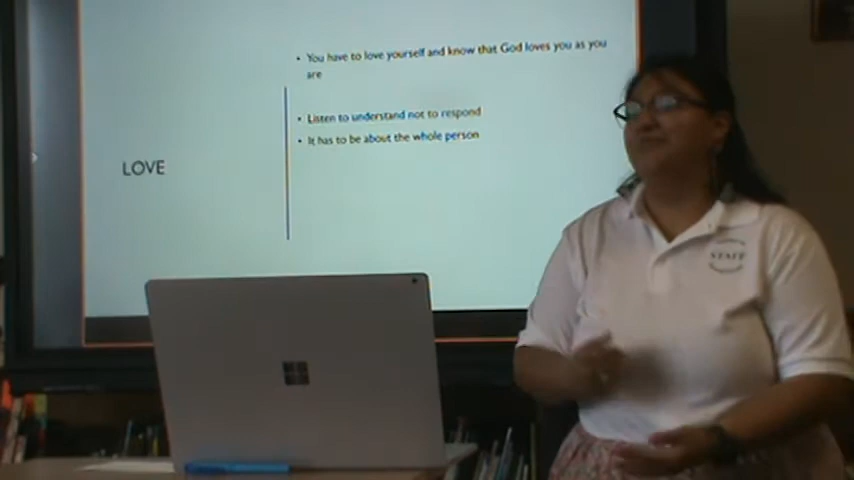 • You have to love yourself and know that God loves you as you
are
• Listen to understand not to respond
• It has to be about the whole person
LOVE
STAFF